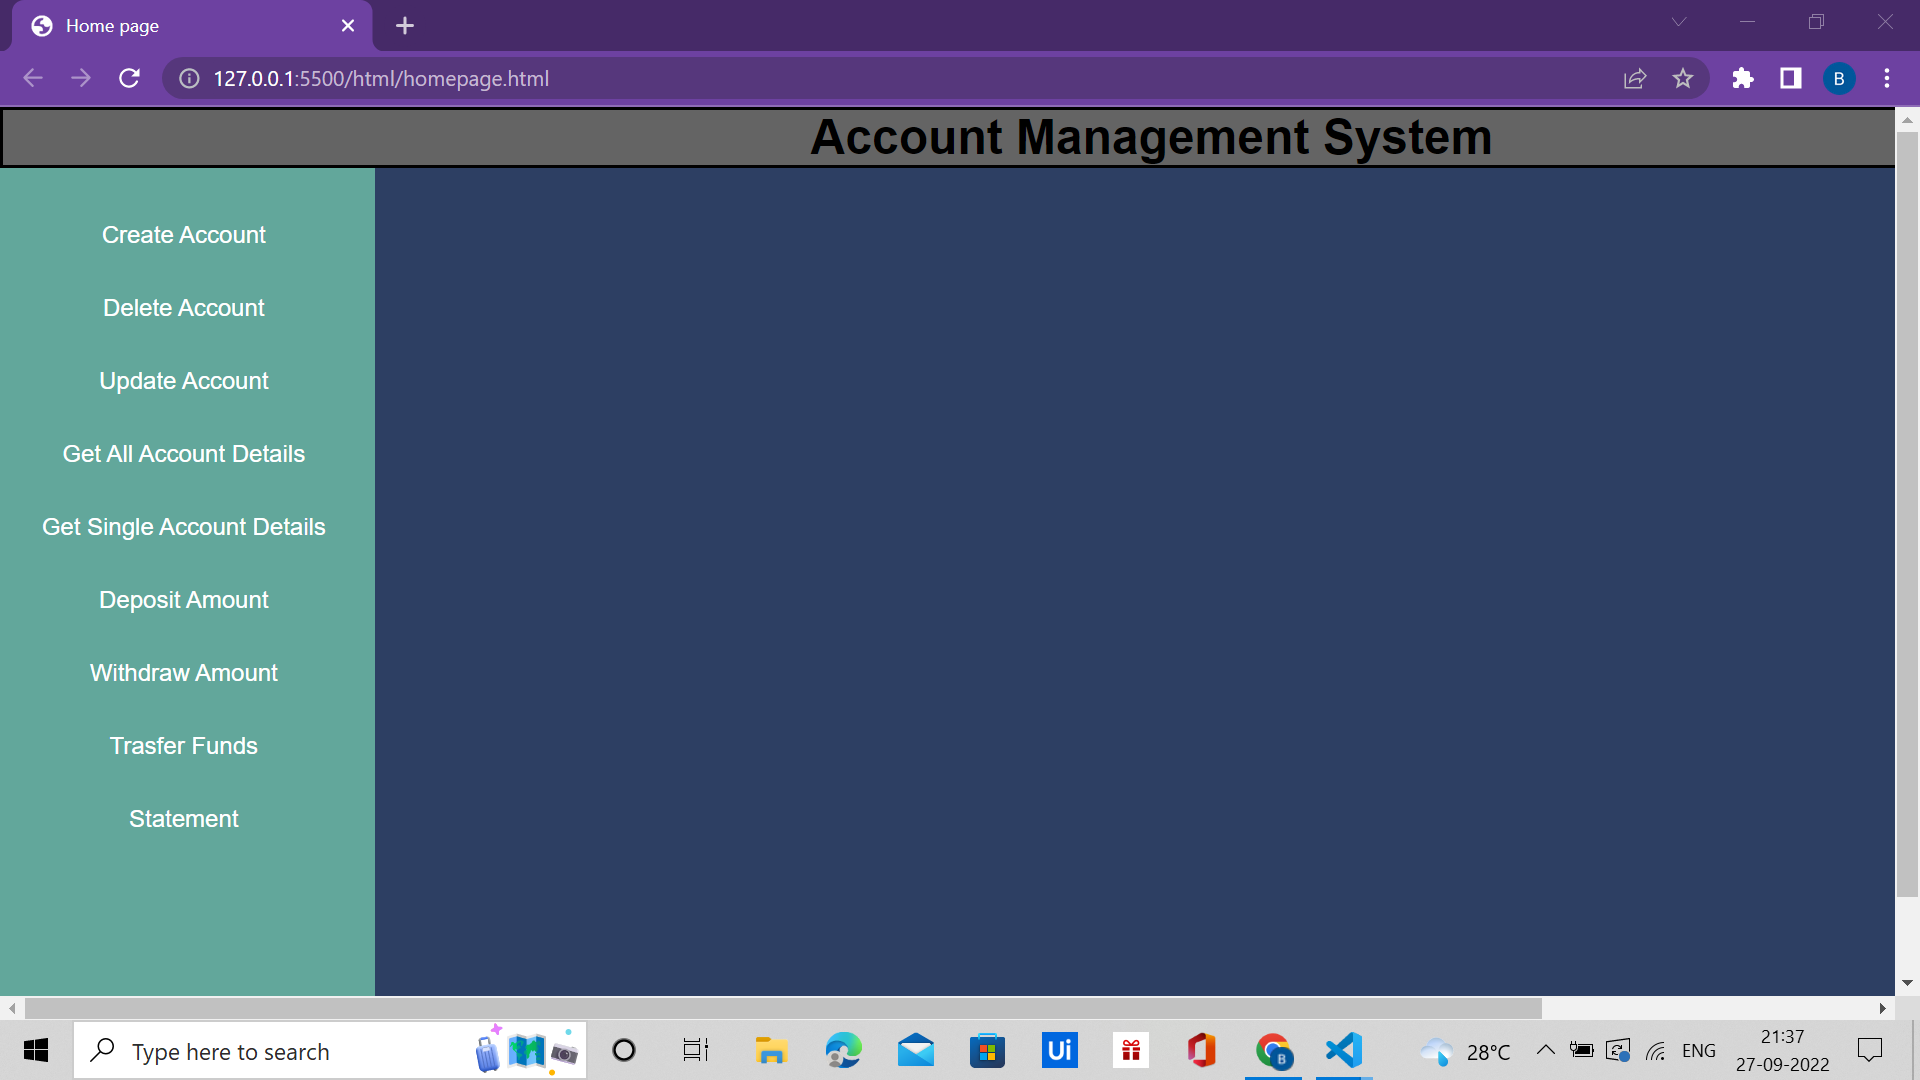 Home page
127.0.0.1:5500/html/homepage.html
B
Account Management System
Create Account
Delete Account
Update Account
Get All Account Details
Get Single Account Details
Deposit Amount
Withdraw Amount
Trasfer Funds
Statement
Type here to search
Ui
B
28°C
ENG
21:37
27-09-2022